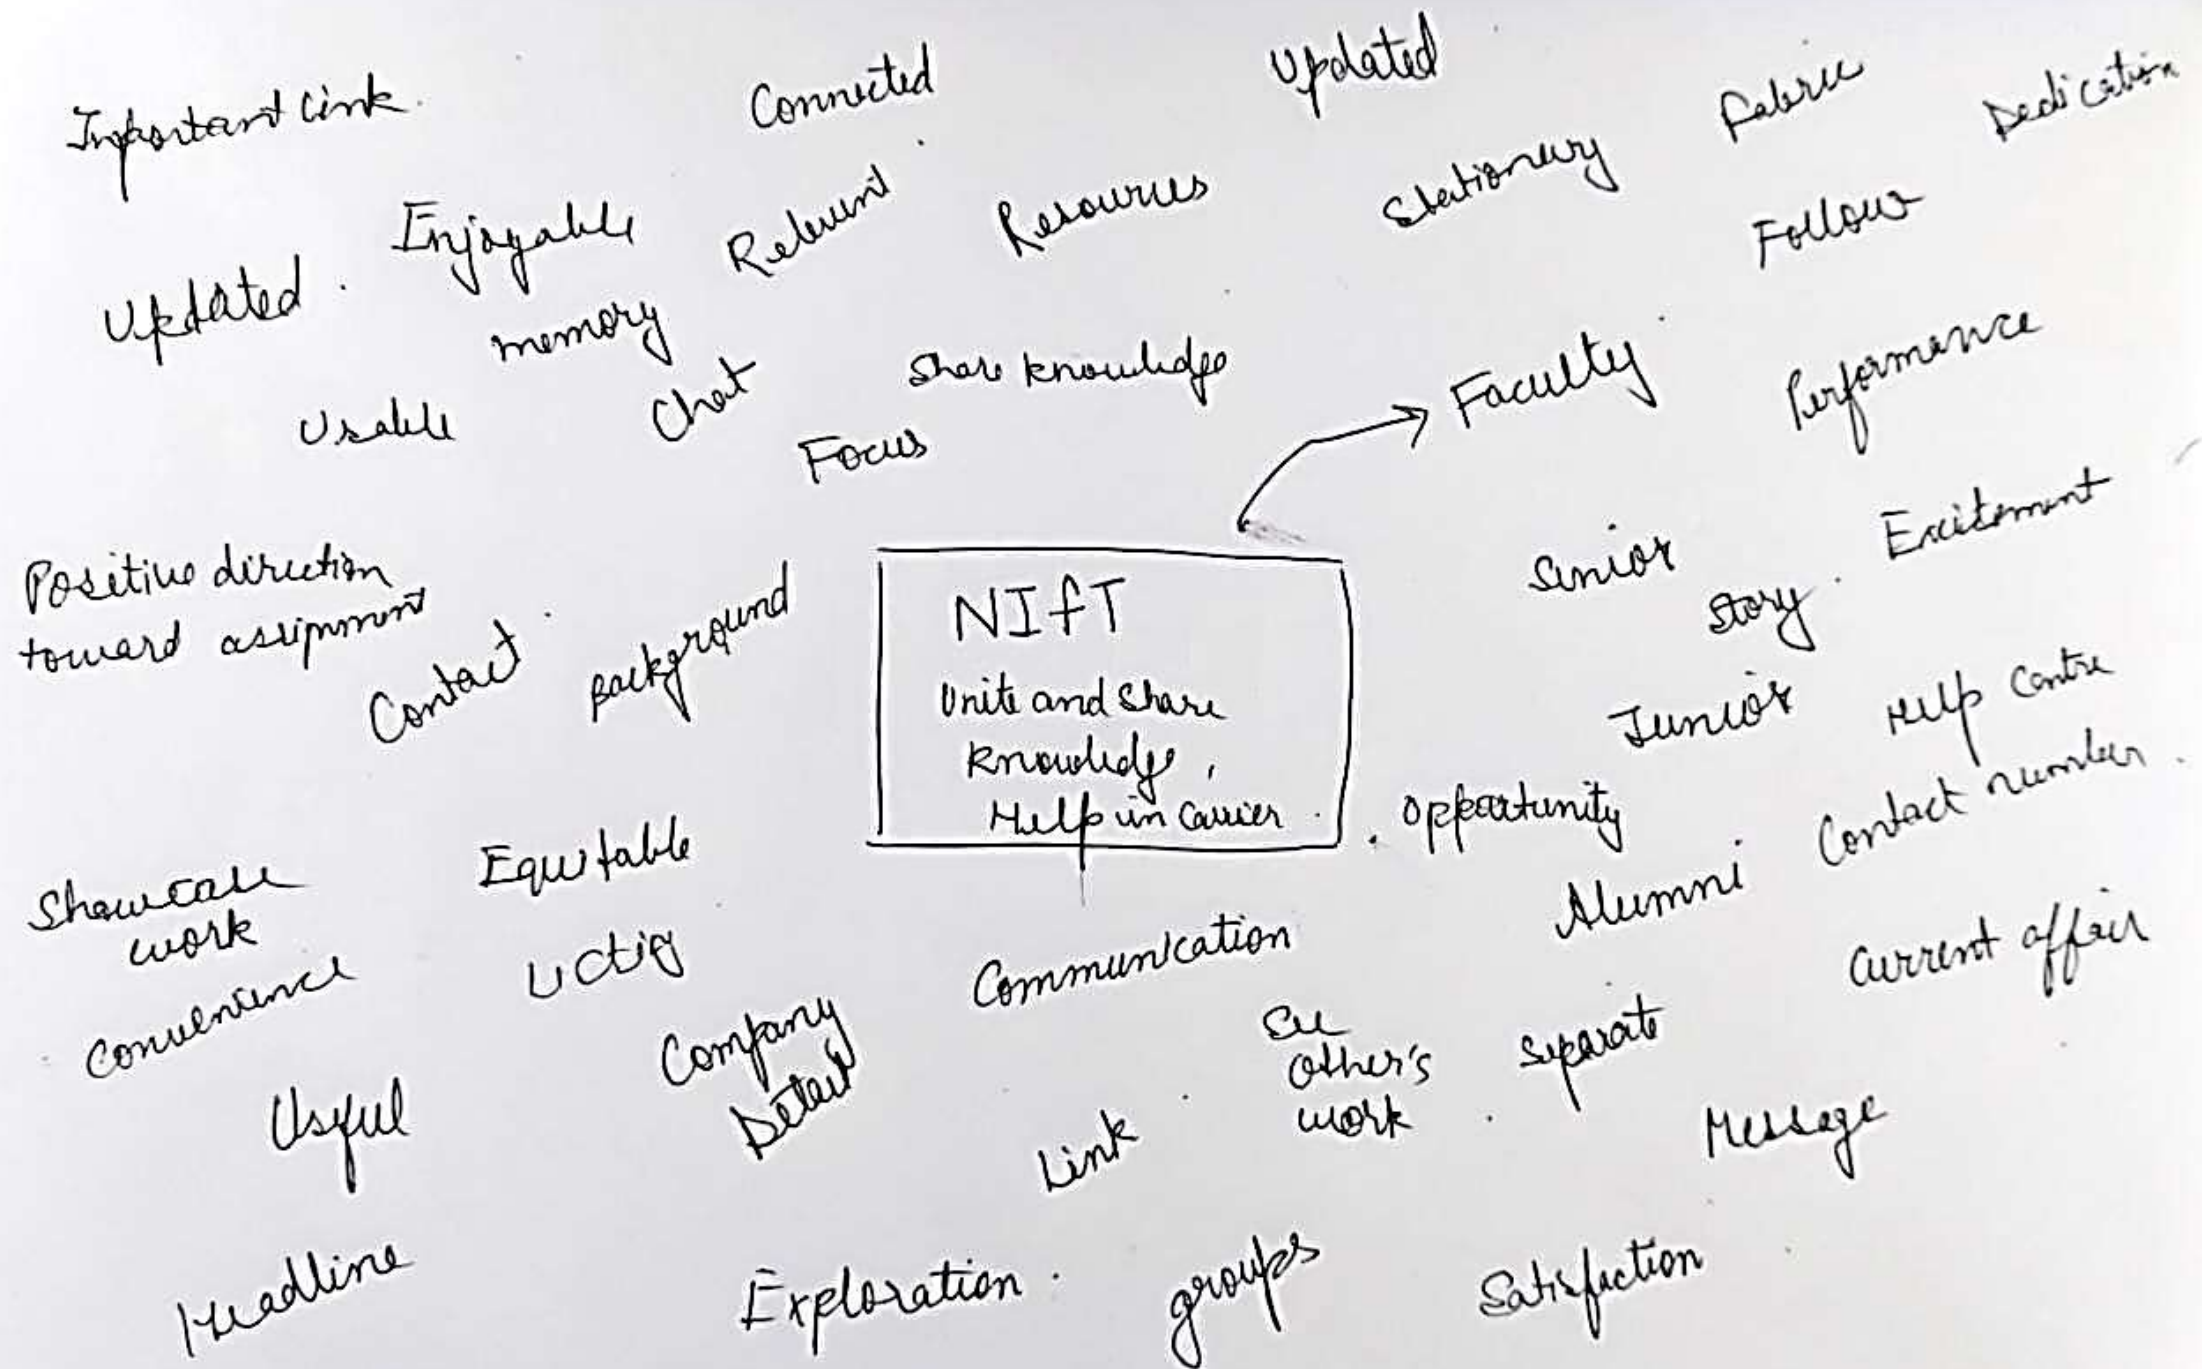 Important Link
Connected
Updated
Fabric
Dedication
Enjoyable
Relevent
Resources
Stationary
Follow
Updated
memory
Chat
Share knowledge
Faculty
Performance
Usable
Focus
Positive direction
toward assignment
Contact
Background
NIfT
Unite and Share
Knowledge,
Help in Carrier
Senior
Story
Excitement
Junior
Help Centre
Opportunity
Contact number
Showcase
work
Equitable
Alumni
Current affair
Convenience
Communication
Company
Detail
See
other's
work
Separate
Useful
Link
Message
Headline
Exploration
groups
Satisfaction